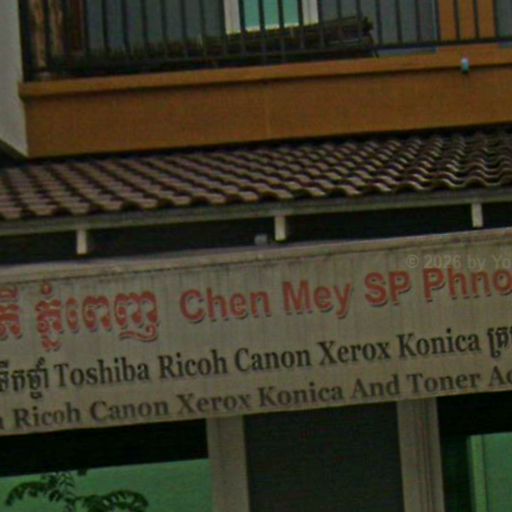 ភ្នំពេញ Chen Mey SP Phno
Toshiba Ricoh Canon Xerox Konica
Ricoh Canon Xerox Konica And Toner
© 2026 by Yo